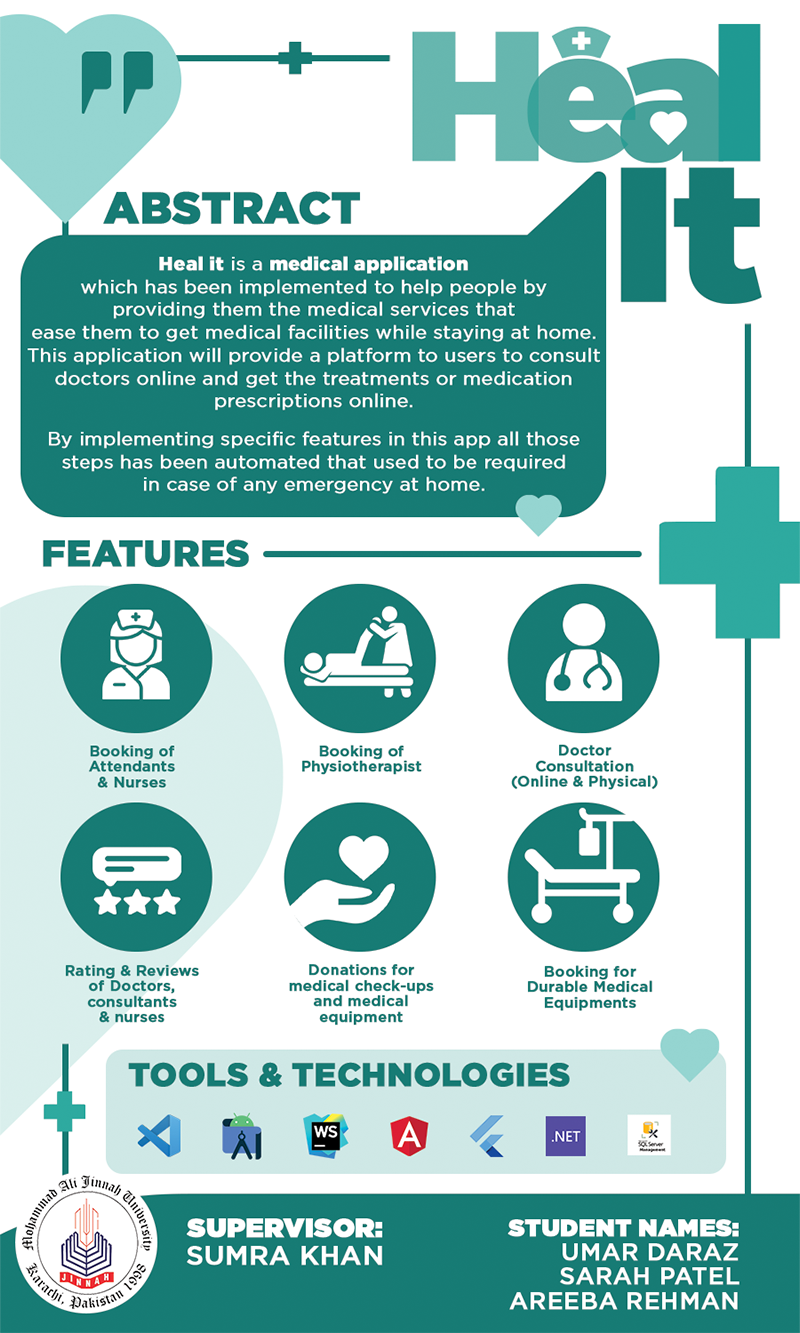 Heal
It
ABSTRACT
Heal it is a medical application
which has been implemented to help people by
providing them the medical services that
ease them to get medical facilities while staying at home.
This application will provide a platform to users to consult
doctors online and get the treatments or medication
prescriptions online.
By implementing specific features in this app all those
steps has been automated that used to be required
in case of any emergency at home.
FEATURES
Booking of
Attendants
& Nurses
Booking of
Physiotherapist
Doctor
Consultation
(Online & Physical)
Rating & Reviews
of Doctors,
consultants
& nurses
Donations for
medical check-ups
and medical
equipment
Booking for
Durable Medical
Equipments
TOOLS & TECHNOLOGIES
WS
A
.NET
SQL Server
Management
Mohammad Ali Jinnah University
JINNAH
Karachi, Pakistan 1998
SUPERVISOR:
SUMRA KHAN
STUDENT NAMES:
UMAR DARAZ
SARAH PATEL
AREEBA REHMAN